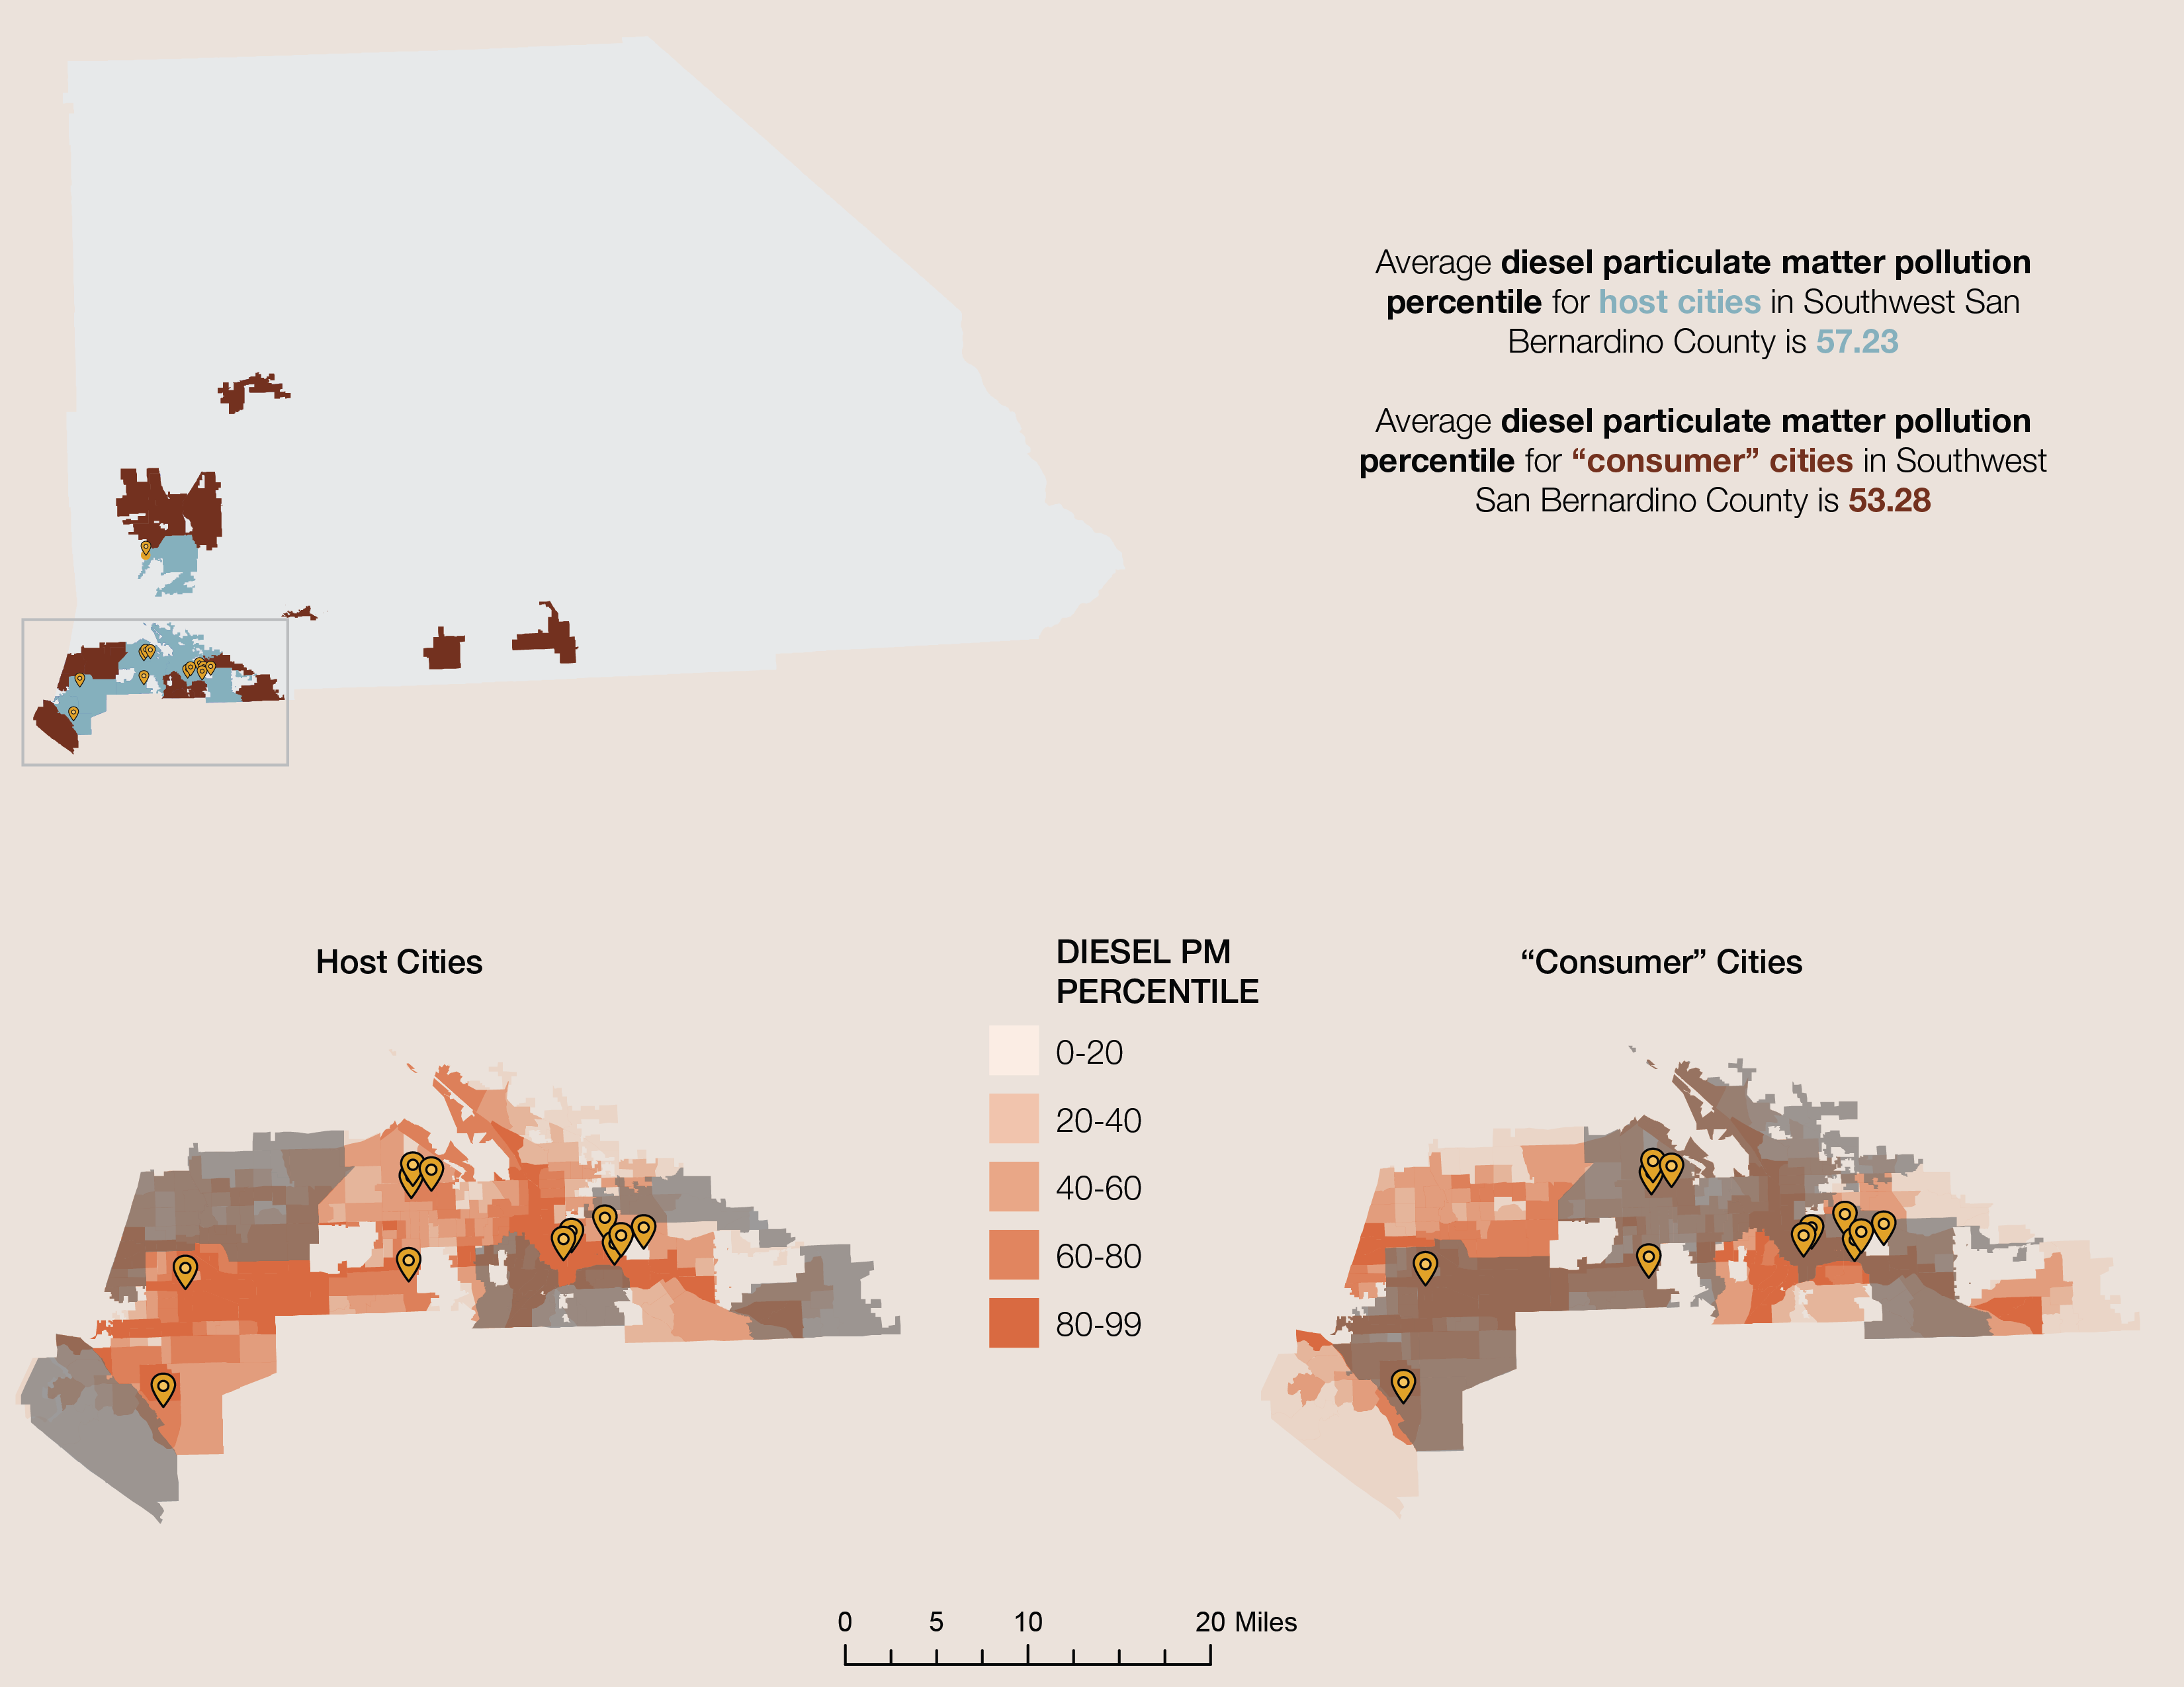 Average diesel particulate matter pollution
percentile for host cities in Southwest San
Bernardino County is 57.23
Average diesel particulate matter pollution
percentile for “consumer” cities in Southwest
San Bernardino County is 53.28
Host Cities
DIESEL PM
PERCENTILE
0-20
20-40
40-60
60-80
80-99
“Consumer” Cities
0 5 10 20 Miles